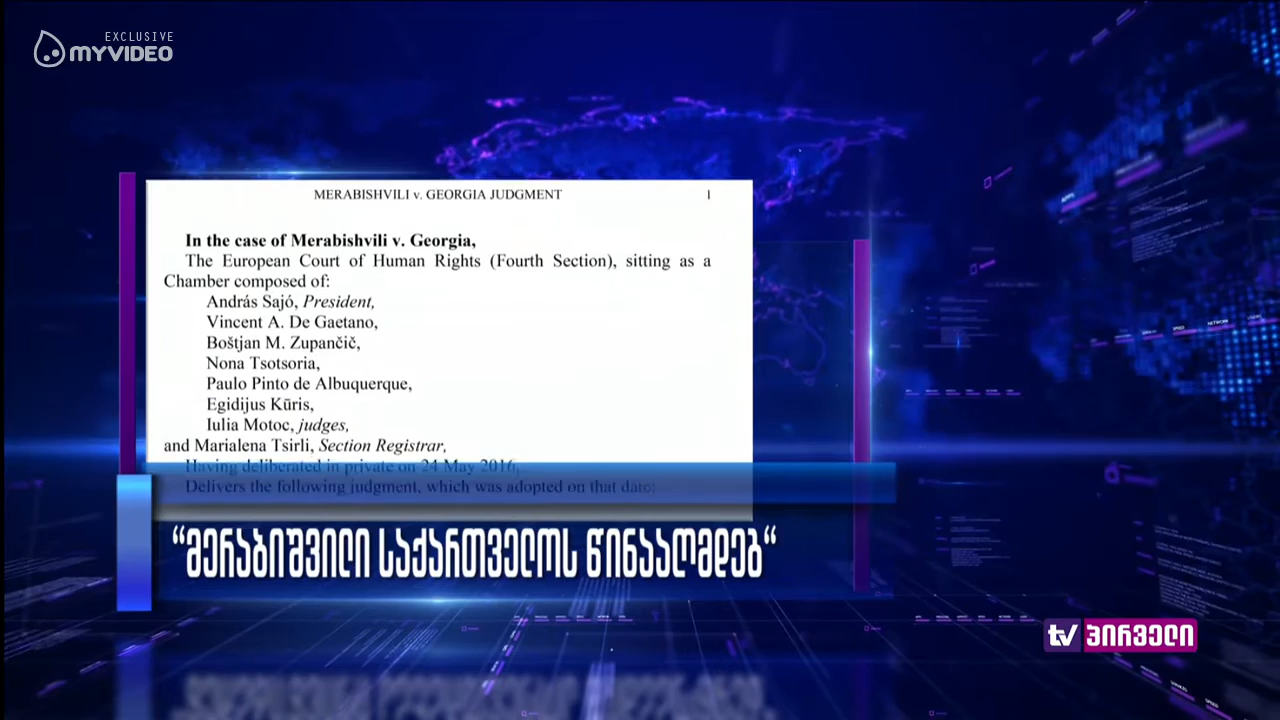 EXCLUSIVE
MYVIDEO
MERABISHVILI v. GEORGIA JUDGMENT 1
In the case of Merabishvili v. Georgia,
The European Court of Human Rights (Fourth Section), sitting as a
Chamber composed of:
András Sajó, President,
Vincent A. De Gaetano,
Boštjan M. Zupančič,
Nona Tsotsoria,
Paulo Pinto de Albuquerque,
Egidijus Kūris,
Iulia Motoc, judges,
and Marialena Tsirli, Section Registrar,
Having deliberated in private on 24 May 2016,
Delivers the following judgment, which was adopted on that date:
“მერაბიშვილი საქართველოს წინააღმდეგ“
tv პირველი